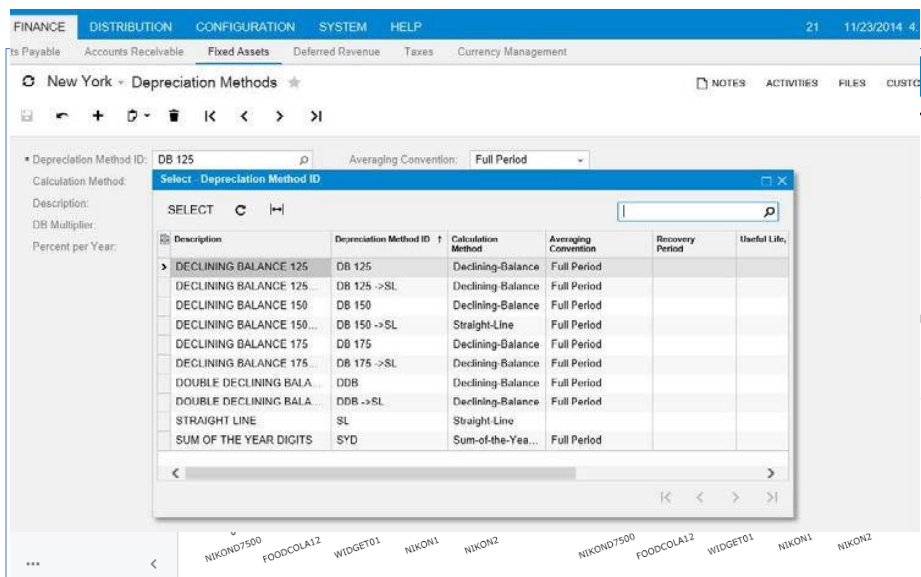 FINANCE DISTRIBUTION CONFIGURATION SYSTEM HELP 21 11/23/2014 4.
ts Payable Accounts Receivable Fixed Assets Deferred Revenue Taxes Currency Management
New York Depreciation Methods NOTES ACTIVITIES FILES CUSTO
* Depreciation Method ID: DB 125 Averaging Convention: Full Period
Calculation Method:
Description:
DB Multiplier:
Percent per Year:
Select - Depreciation Method ID
SELECT
Description Depreciation Method ID Calculation Method Averaging Convention Recovery Period Useful Life,
DECLINING BALANCE 125 DB 125 Declining-Balance Full Period
DECLINING BALANCE 125... DB 125 ->SL Declining-Balance Full Period
DECLINING BALANCE 150 DB 150 Declining-Balance Full Period
DECLINING BALANCE 150... DB 150 ->SL Straight-Line Full Period
DECLINING BALANCE 175 DB 175 Declining-Balance Full Period
DECLINING BALANCE 175... DB 175 ->SL Declining-Balance Full Period
DOUBLE DECLINING BALA... DDB Declining-Balance Full Period
DOUBLE DECLINING BALA... DDB ->SL Declining-Balance Full Period
STRAIGHT LINE SL Straight-Line
SUM OF THE YEAR DIGITS SYD Sum-of-the-Yea... Full Period
NIKOND7500 FOODCOLA12 WIDGET01 NIKON1 NIKON2 NIKOND7500 FOODCOLA12 WIDGET01 NIKON1 NIKON2